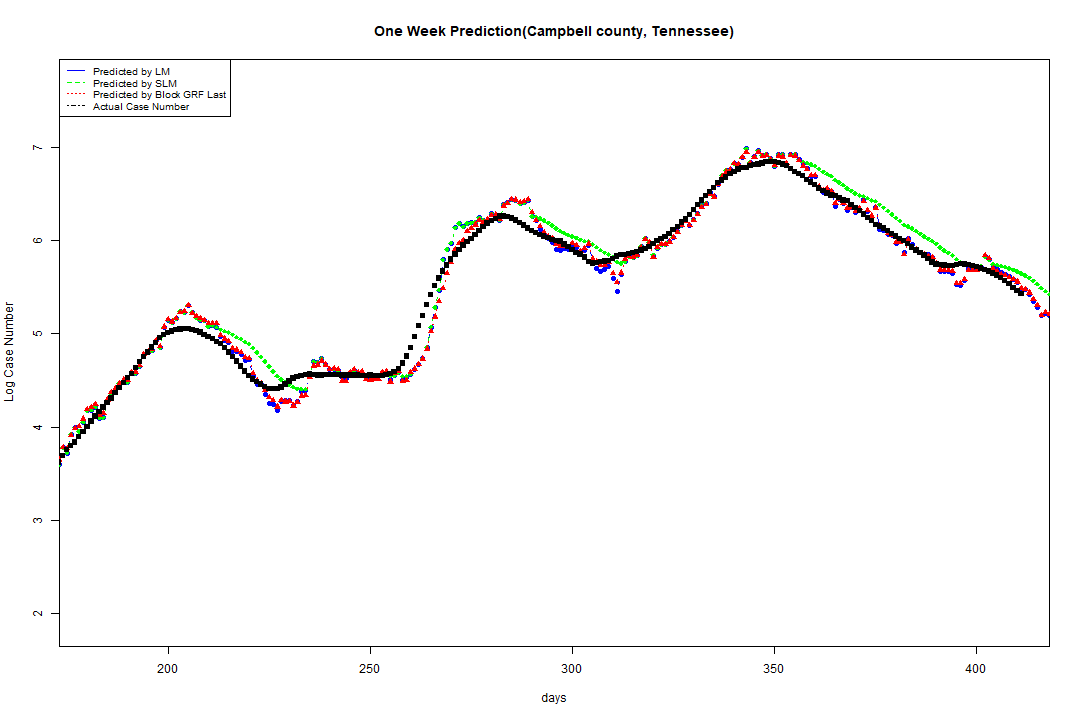 One Week Prediction(Campbell county, Tennessee)
Predicted by LM
Predicted by SLM
Predicted by Block GRF Last
Actual Case Number
7
6
5
4
3
2
Log Case Number
200 250 300 350 400
days